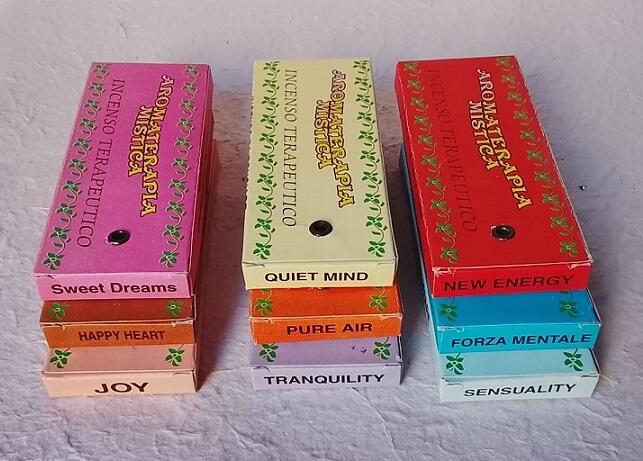 AROMATERAPIA
MISTICA
INCENSO TERAPEUTICO
Sweet Dreams
HAPPY HEART
JOY
AROMATERAPIA
MISTICA
INCENSO TERAPEUTICO
QUIET MIND
PURE AIR
TRANQUILITY
AROMATERAPIA
MISTICA
INCENSO TERAPEUTICO
NEW ENERGY
FORZA MENTALE
SENSUALITY